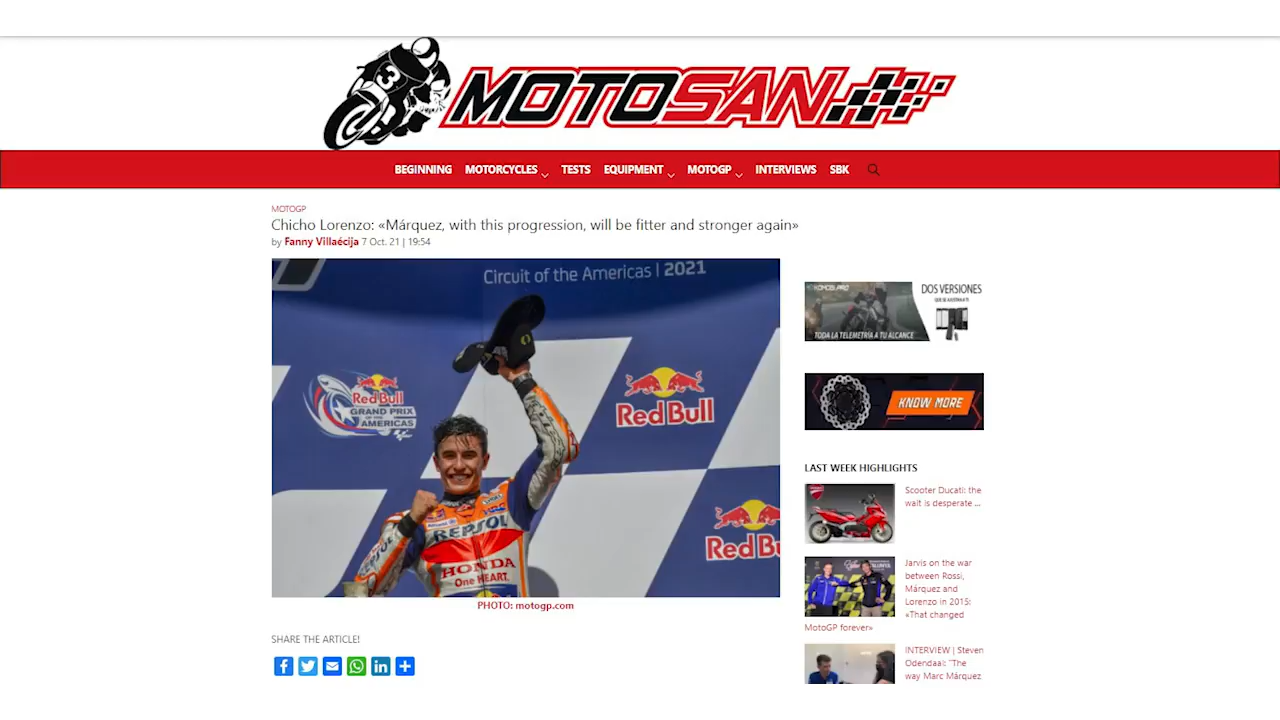 3 MOTOSAN
BEGINNING MOTORCYCLES TESTS EQUIPMENT MOTOGP INTERVIEWS SBK
MOTOGP
Chicho Lorenzo: «Márquez, with this progression, will be fitter and stronger again»
by Fanny Villaécija 7 Oct. 21 | 19:54
Circuit of the Americas | 2021
Red Bull
GRAND PRIX
OF THE
AMERICAS
Red Bull
Red Bu
Allianz
REPSOL
HONDA
One HEART.
REPSOL
PHOTO: motogp.com
SHARE THE ARTICLE!
DOS VERSIONES
TODA LA TELEMETRÍA A TU ALCANCE
KNOW MORE
LAST WEEK HIGHLIGHTS
Scooter Ducati: the
wait is desperate ...
Jarvis on the war
between Rossi,
Márquez and
Lorenzo in 2015:
«That changed
MotoGP forever»
INTERVIEW | Steven
Odendaal: "The
way Marc Márquez